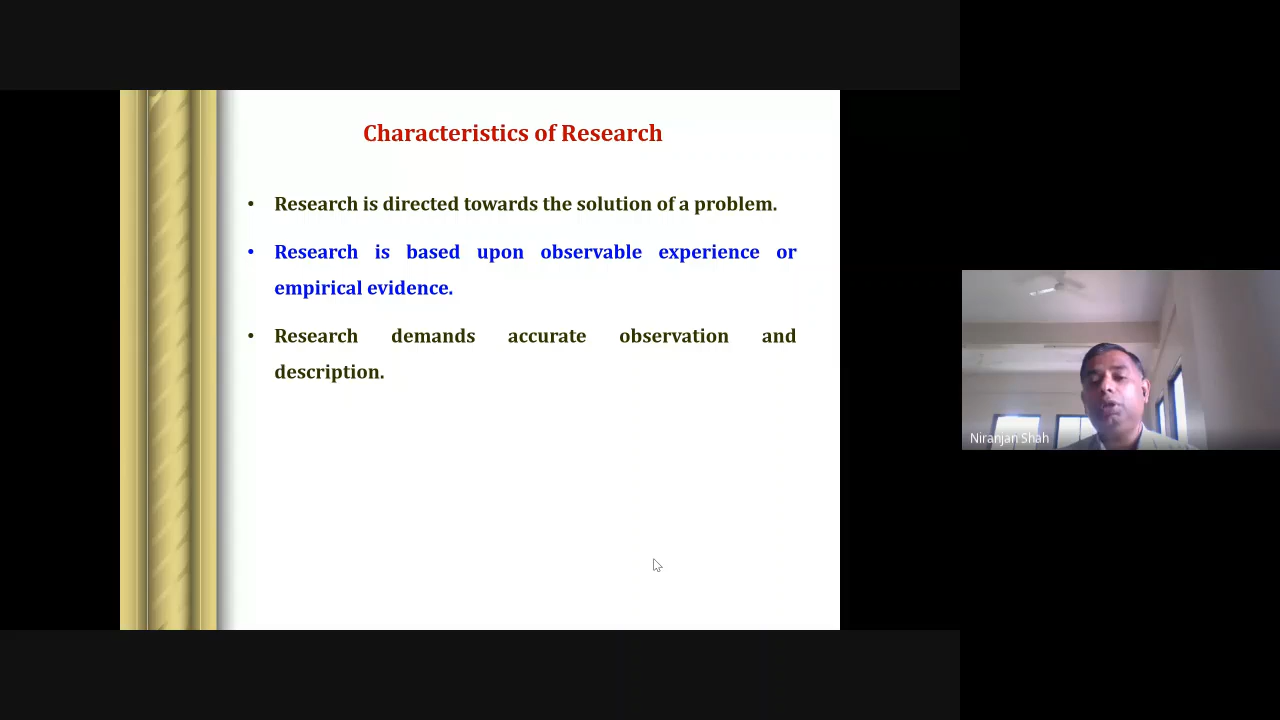 Characteristics of Research
• Research is directed towards the solution of a problem.
• Research is based upon observable experience or
empirical evidence.
• Research demands accurate observation and
description.
Niranjan Shah